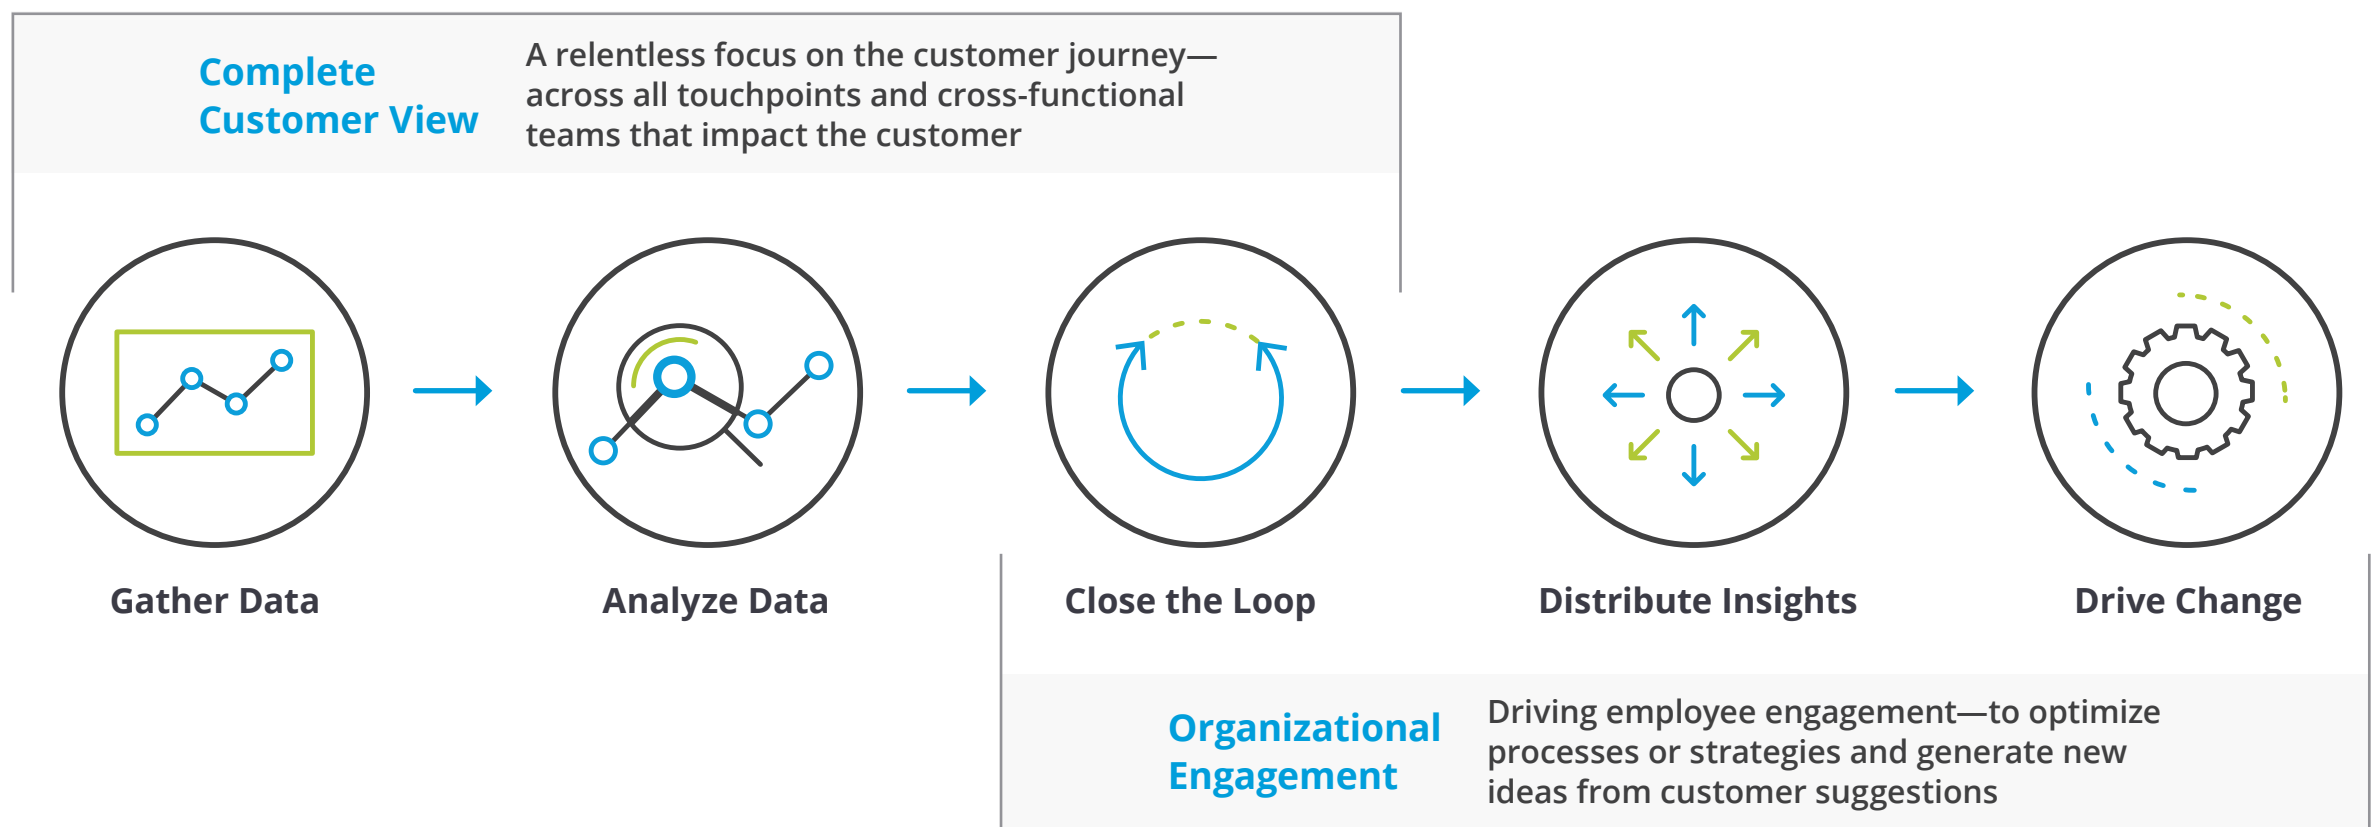 Complete
Customer View
A relentless focus on the customer journey—
across all touchpoints and cross-functional
teams that impact the customer
Gather Data
Analyze Data
Close the Loop
Distribute Insights
Drive Change
Organizational
Engagement
Driving employee engagement—to optimize
processes or strategies and generate new
ideas from customer suggestions